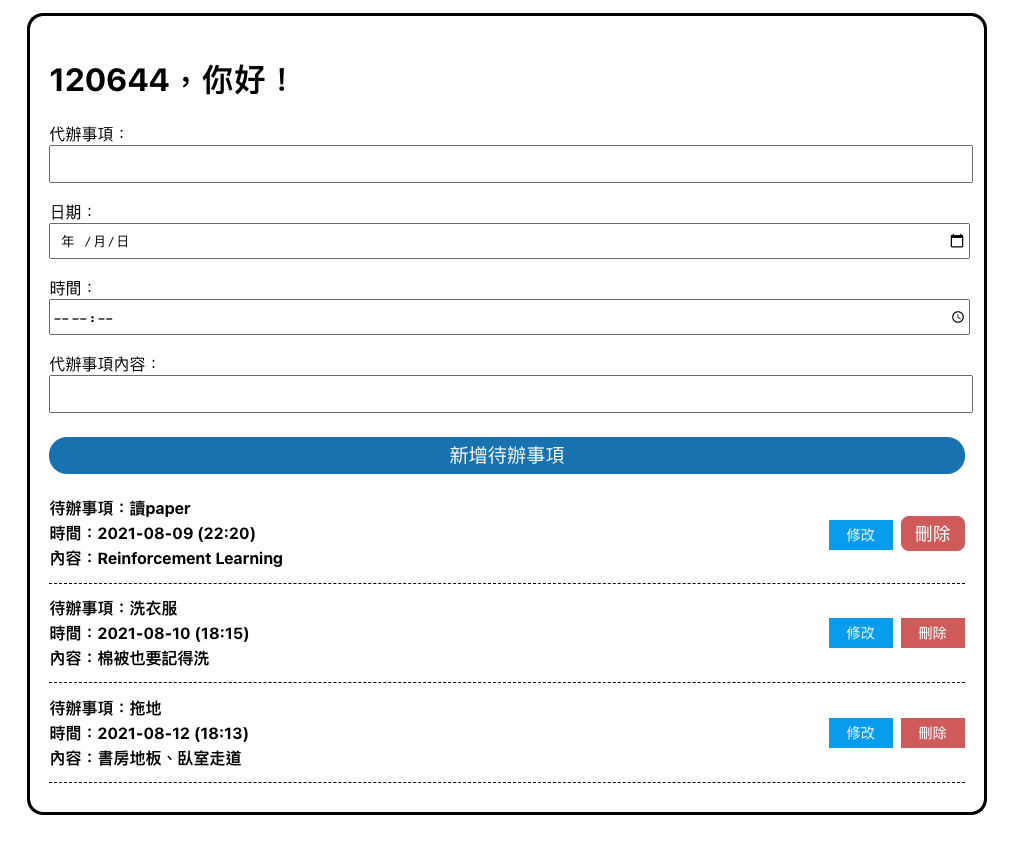 120644，你好！
代辦事項：
日期：
年 /月/日
時間：
-- --:--
代辦事項內容：
新增待辦事項
待辦事項：讀paper
時間：2021-08-09 (22:20)
內容：Reinforcement Learning
修改 刪除
待辦事項：洗衣服
時間：2021-08-10 (18:15)
內容：棉被也要記得洗
修改 刪除
待辦事項：拖地
時間：2021-08-12 (18:13)
內容：書房地板、臥室走道
修改 刪除